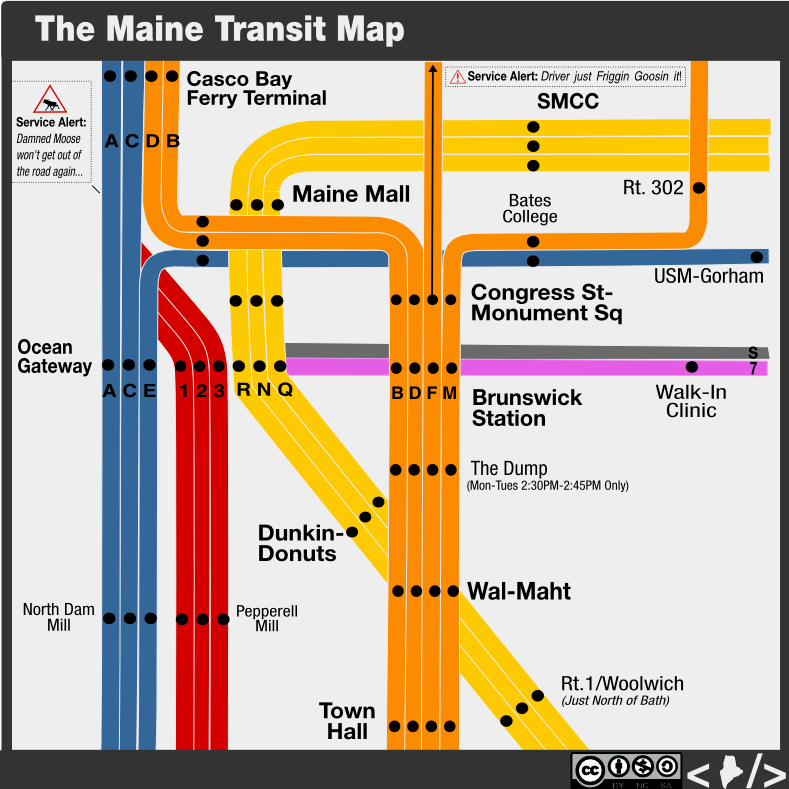 The Maine Transit Map
Service Alert:
Damned Moose
won't get out of
the road again...
A C D B
Casco Bay
Ferry Terminal
Service Alert: Driver just Friggin Goosin it!
SMCC
Maine Mall
Bates
College
Rt. 302
USM-Gorham
Congress St-
Monument Sq
Ocean
Gateway
A C E 1 2 3 R N Q
S
7
B D F M
Brunswick
Station
Walk-In
Clinic
The Dump
(Mon-Tues 2:30PM-2:45PM Only)
Dunkin-
Donuts
Wal-Maht
North Dam
Mill
Pepperell
Mill
Rt.1/Woolwich
(Just North of Bath)
Town
Hall
cc
BY NC SA
< />